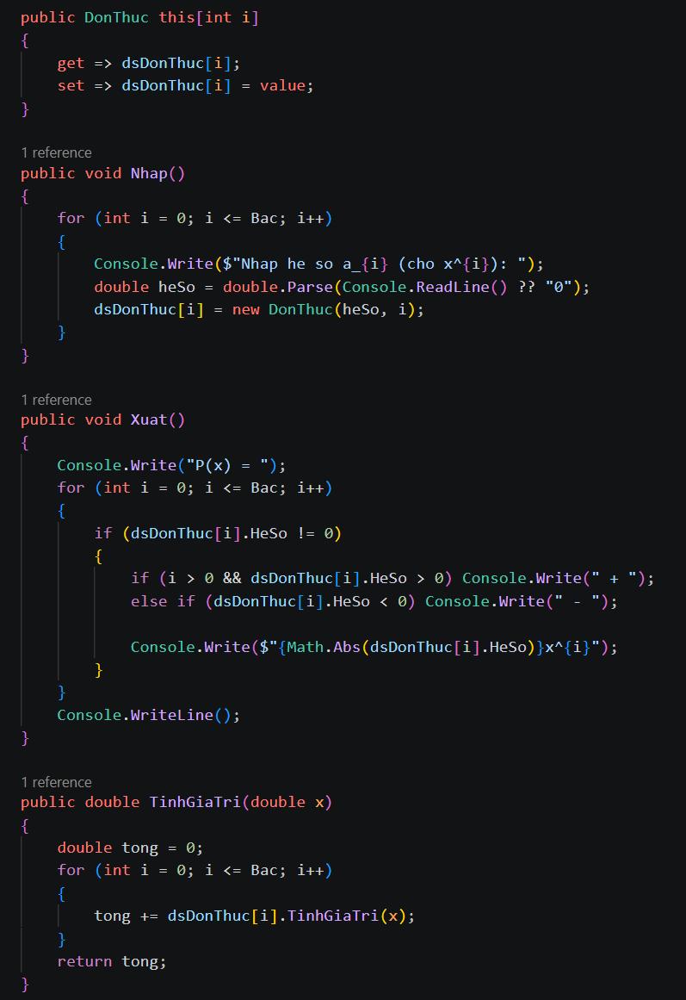 public DonThuc this[int i]
{
    get => dsDonThuc[i];
    set => dsDonThuc[i] = value;
}

1 reference
public void Nhap()
{
    for (int i = 0; i <= Bac; i++)
    {
        Console.Write($"Nhap he so a_{i} (cho x^{i}): ");
        double heSo = double.Parse(Console.ReadLine() ?? "0");
        dsDonThuc[i] = new DonThuc(heSo, i);
    }
}

1 reference
public void Xuat()
{
    Console.Write("P(x) = ");
    for (int i = 0; i <= Bac; i++)
    {
        if (dsDonThuc[i].HeSo != 0)
        {
            if (i > 0 && dsDonThuc[i].HeSo > 0) Console.Write(" + ");
            else if (dsDonThuc[i].HeSo < 0) Console.Write(" - ");

            Console.Write($"{Math.Abs(dsDonThuc[i].HeSo)}x^{i}");
        }
    }
    Console.WriteLine();
}

1 reference
public double TinhGiaTri(double x)
{
    double tong = 0;
    for (int i = 0; i <= Bac; i++)
    {
        tong += dsDonThuc[i].TinhGiaTri(x);
    }
    return tong;
}